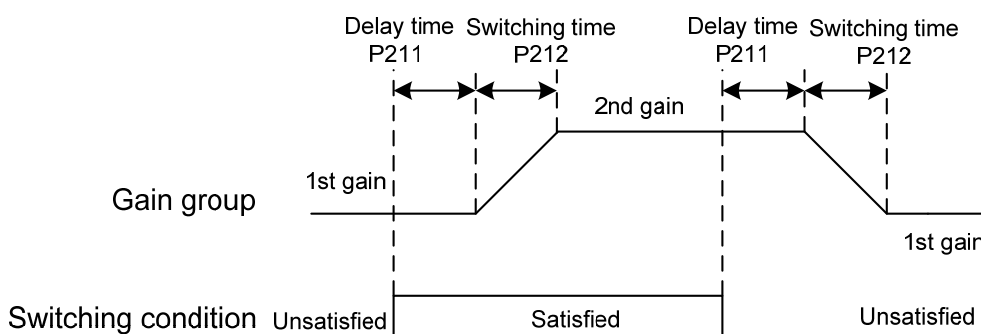 Delay time Switching time Delay time Switching time
P211 P212 P211 P212
2nd gain
1st gain
Gain group
1st gain
Switching condition Unsatisfied Satisfied Unsatisfied